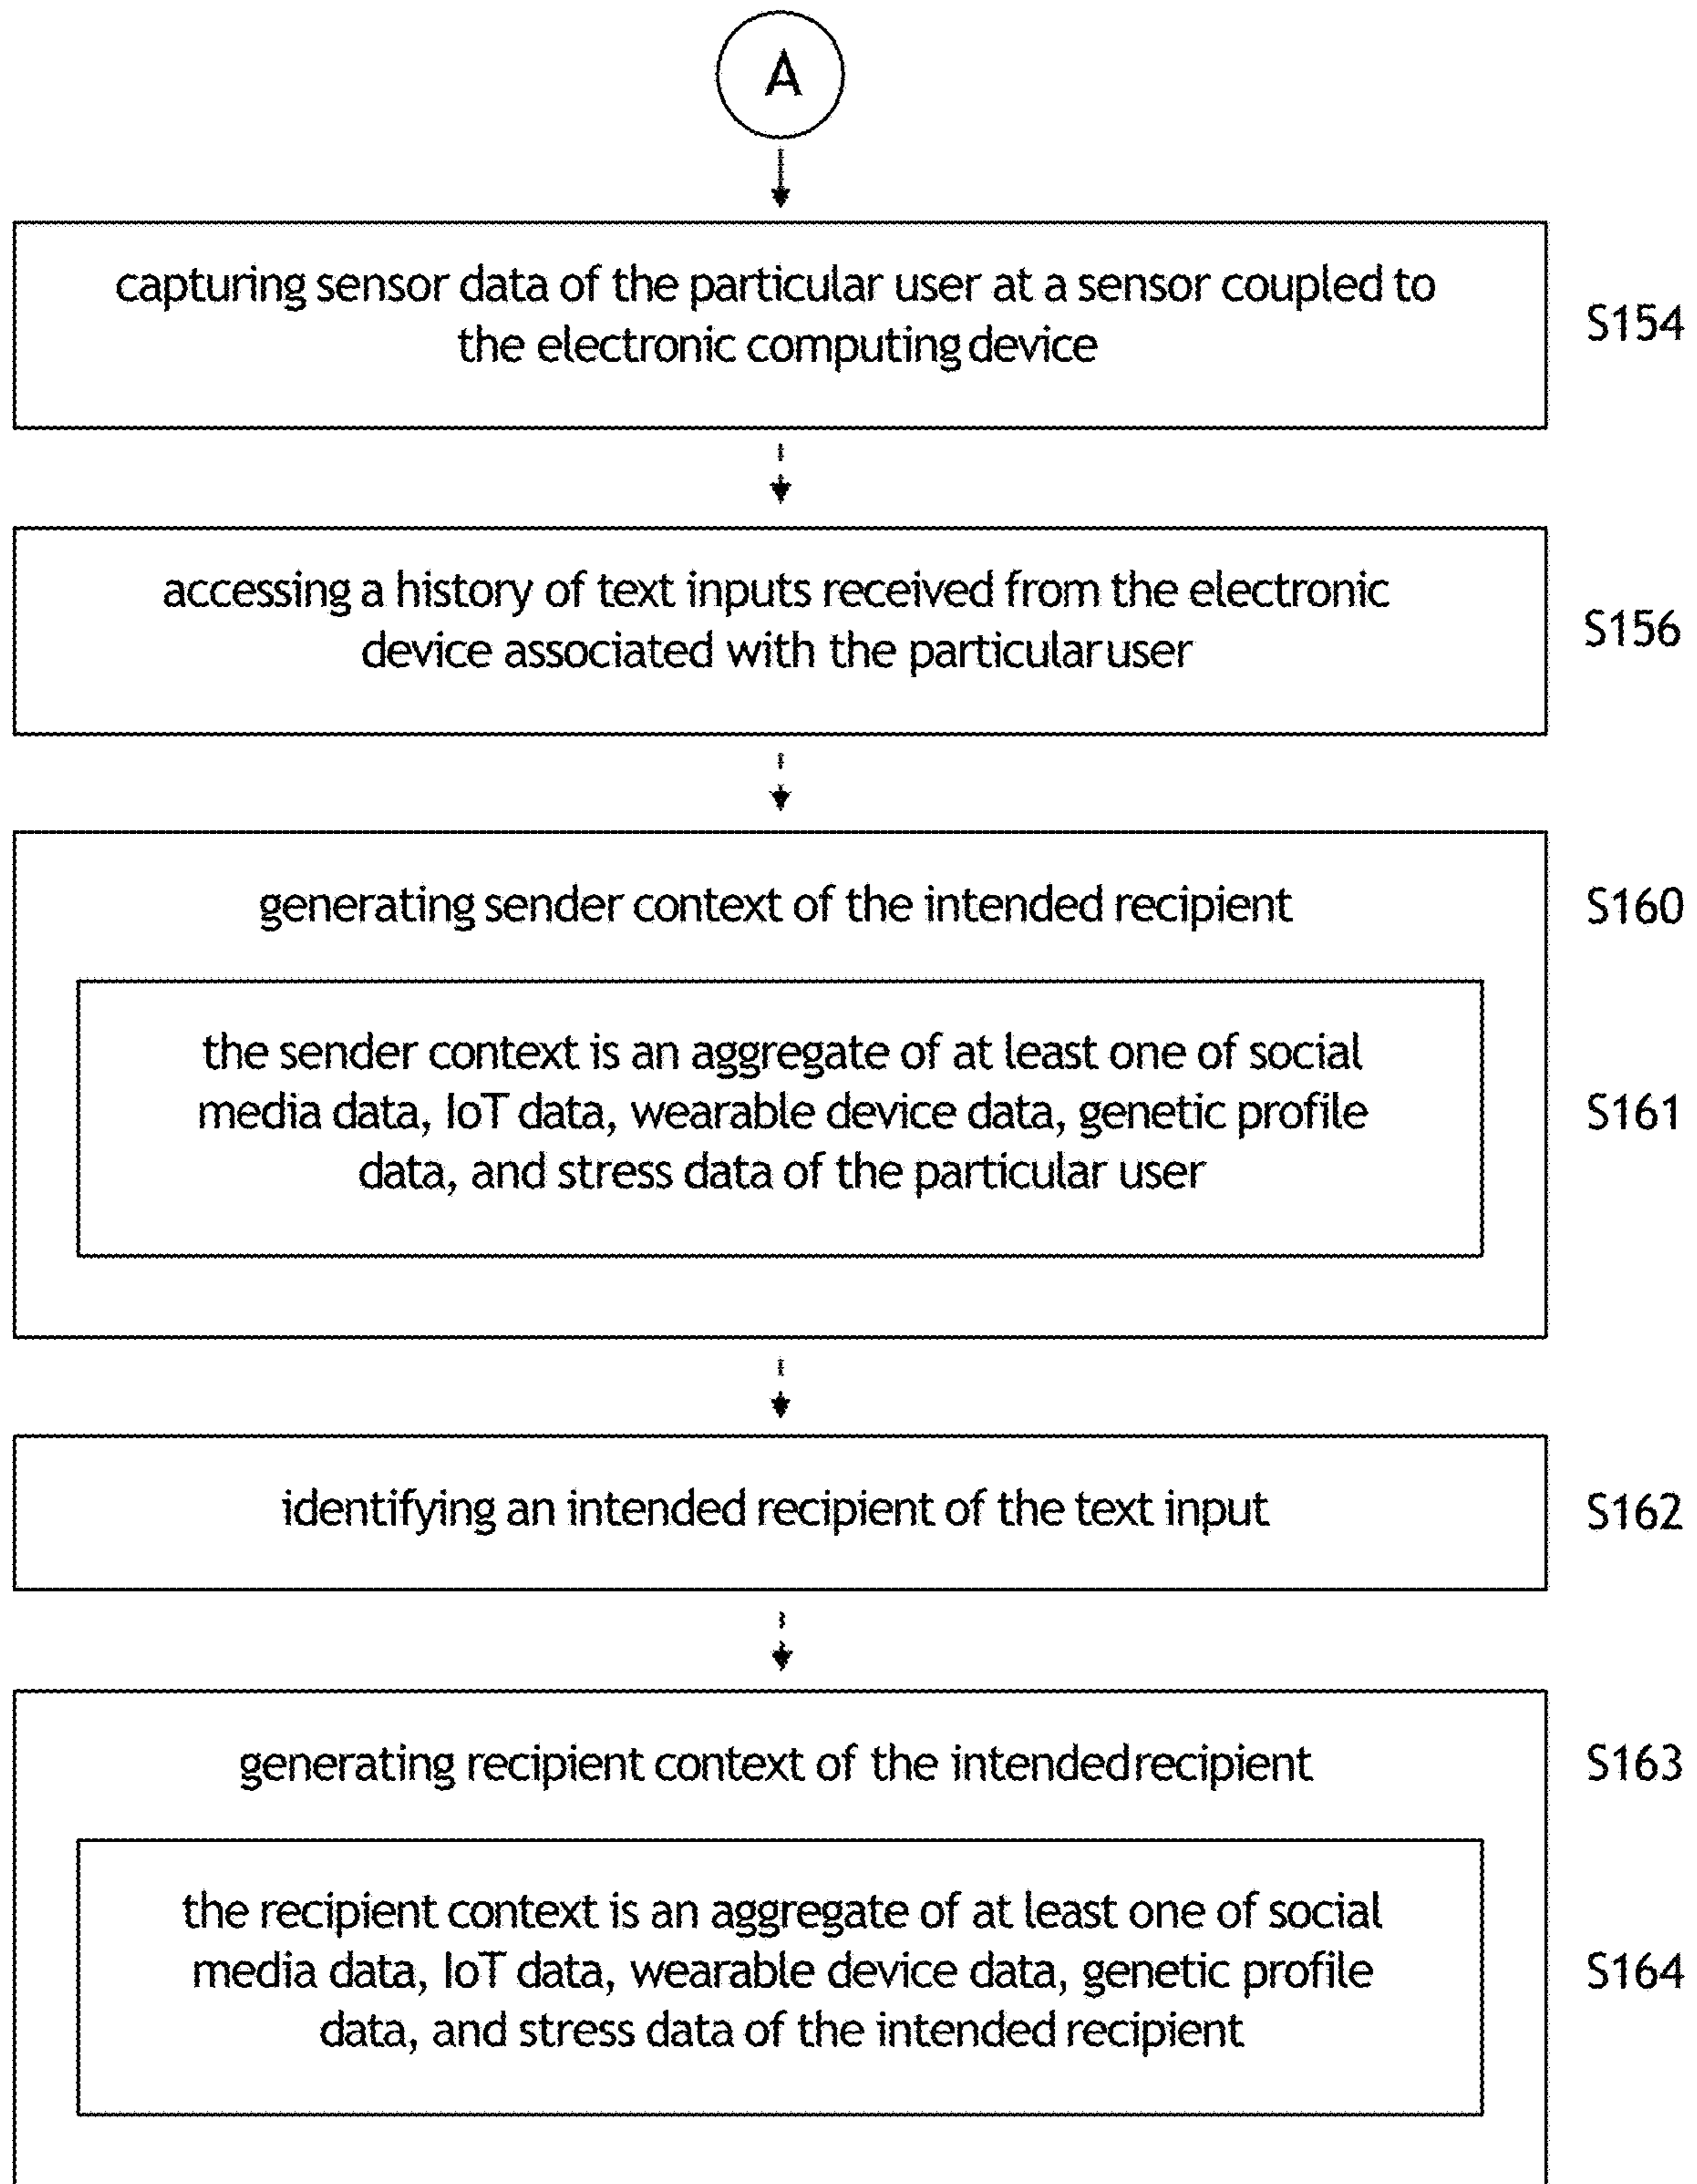 A
capturing sensor data of the particular user at a sensor coupled to
the electronic computing device
S154
accessing a history of text inputs received from the electronic
device associated with the particular user
S156
generating sender context of the intended recipient
S160
the sender context is an aggregate of at least one of social
media data, IoT data, wearable device data, genetic profile
data, and stress data of the particular user
S161
identifying an intended recipient of the text input
S162
generating recipient context of the intended recipient
S163
the recipient context is an aggregate of at least one of social
media data, IoT data, wearable device data, genetic profile
data, and stress data of the intended recipient
S164